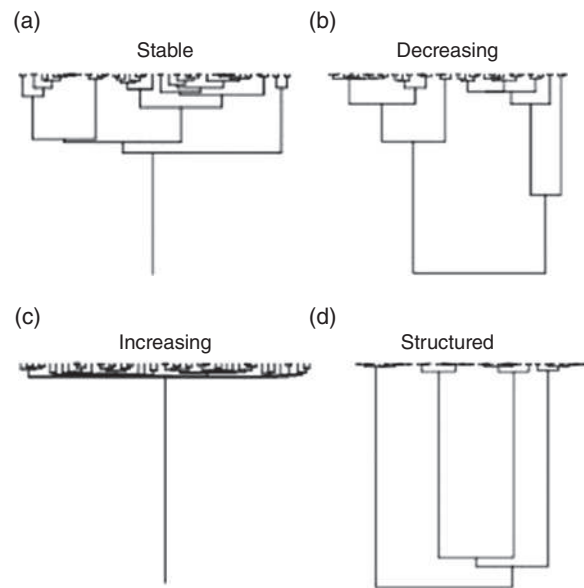 (a)
Stable
(b)
Decreasing
(c)
Increasing
(d)
Structured